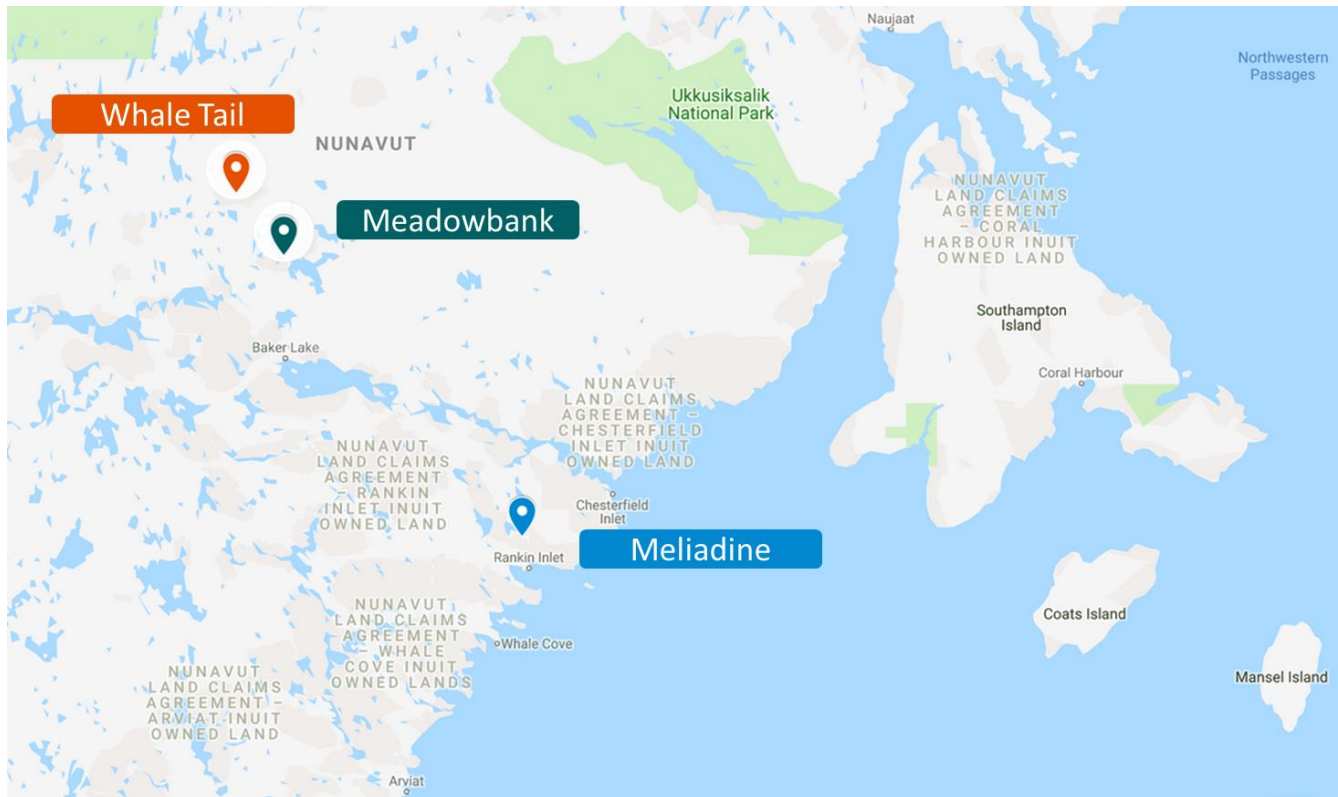 Naujaat
Northwestern
Passages
Ukkusiksalik
National Park
Whale Tail
NUNAVUT
NUNAVUT
LAND CLAIMS
AGREEMENT
– CORAL
HARBOUR INUIT
OWNED LAND
Meadowbank
Southampton
Island
Baker Lake
Coral Harbour
NUNAVUT
LAND CLAIMS
AGREEMENT –
CHESTERFIELD
INLET INUIT
OWNED LAND
NUNAVUT
LAND CLAIMS
AGREEMENT
– RANKIN
INLET INUIT
OWNED LAND
Chesterfield
Inlet
Meliadine
Rankin Inlet
NUNAVUT
LAND CLAIMS
AGREEMENT
– WHALE
COVE INUIT
OWNED LANDS
Whale Cove
Coats Island
Mansel Island
NUNAVUT
LAND CLAIMS
AGREEMENT –
ARVIAT INUIT
OWNED LAND
Arviat